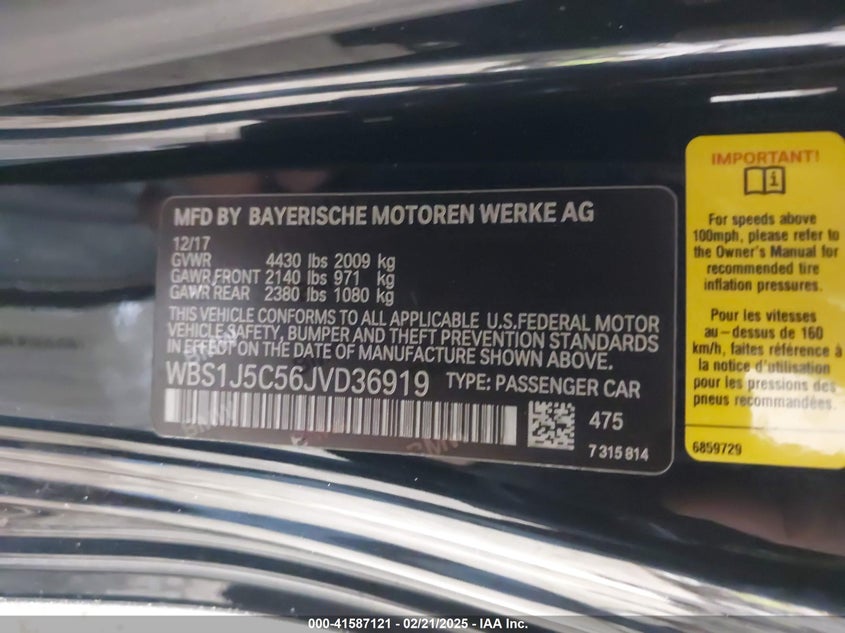 MFD BY BAYERISCHE MOTOREN WERKE AG
12/17
GVWR 4430 lbs 2009 kg
GAWR FRONT 2140 lbs 971 kg
GAWR REAR 2380 lbs 1080 kg
THIS VEHICLE CONFORMS TO ALL APPLICABLE U.S.FEDERAL MOTOR
VEHICLE SAFETY, BUMPER AND THEFT PREVENTION STANDARDS
IN EFFECT ON THE DATE OF MANUFACTURE SHOWN ABOVE.
WBS1J5C56JVD36919 TYPE: PASSENGER CAR
475
7 315 814
BMW
IMPORTANT!
For speeds above
100mph, please refer to
the Owner's Manual for
recommended tire
inflation pressures.
Pour les vitesses
au-dessus de 160
km/h, faites référence à
la notice d'utilisation
pour les pressions de
pneus recommandées.
6859729
000-41587121 - 02/21/2025 - IAA Inc.